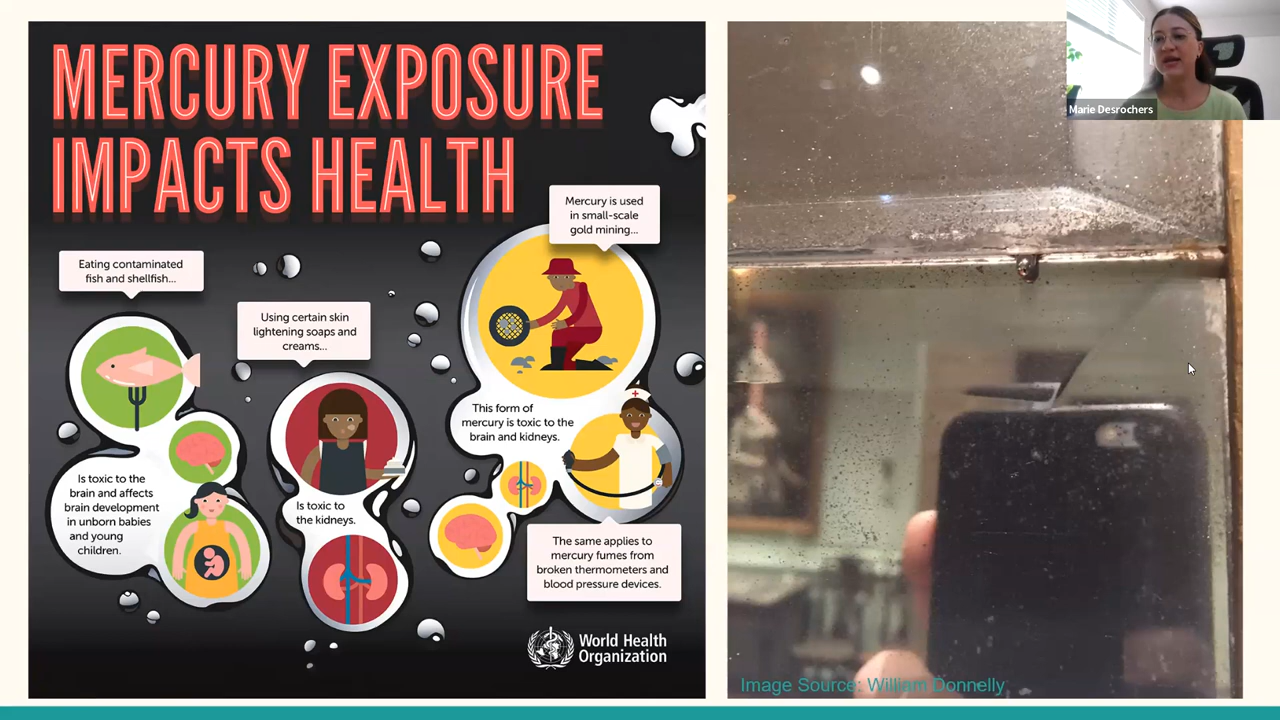 MERCURY EXPOSURE
IMPACTS HEALTH
Eating contaminated
fish and shellfish...
Is toxic to the
brain and affects
brain development
in unborn babies
and young
children.
Using certain skin
lightening soaps and
creams...
Is toxic to
the kidneys.
Mercury is used
in small-scale
gold mining...
This form of
mercury is toxic to the
brain and kidneys.
The same applies to
mercury fumes from
broken thermometers and
blood pressure devices.
World Health
Organization
Marie Desrochers
Image Source: William Donnelly